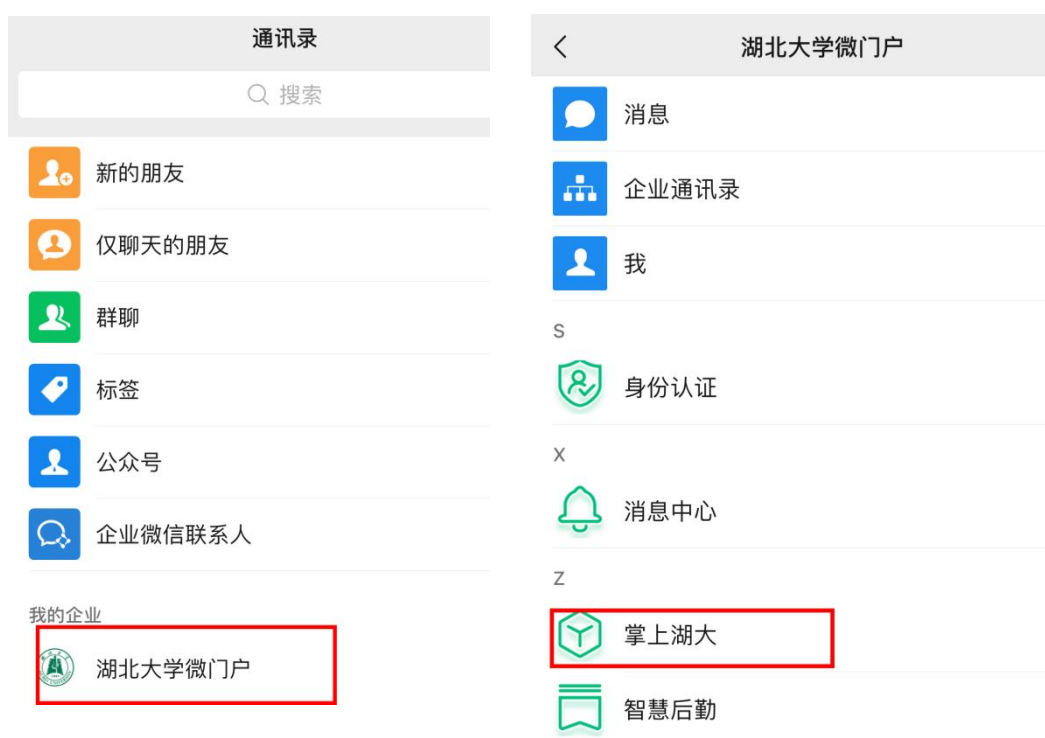 通讯录
搜索
新的朋友
仅聊天的朋友
群聊
标签
公众号
企业微信联系人
我的企业
湖北大学微门户
湖北大学微门户
消息
企业通讯录
我
S
身份认证
X
消息中心
Z
掌上湖大
智慧后勤